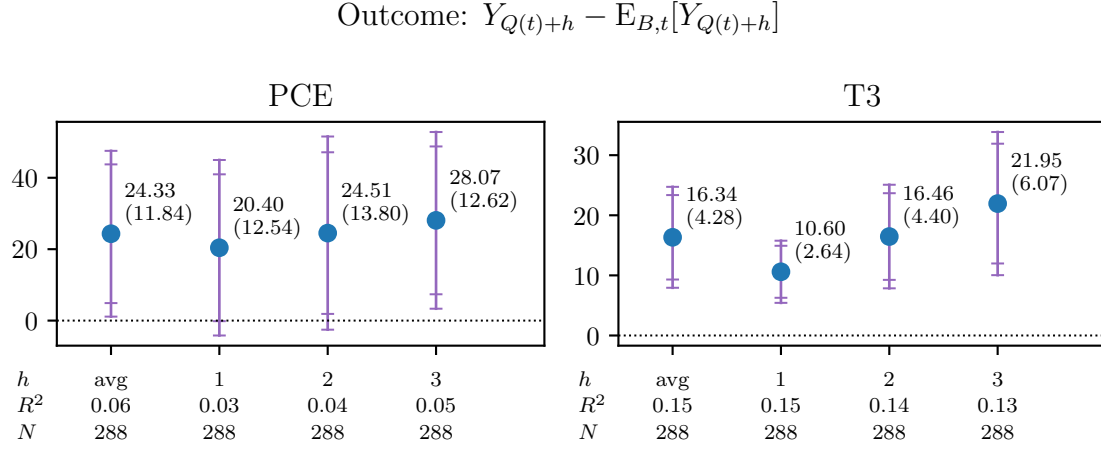 Outcome: Y_{Q(t)+h} − E_{B,t}[Y_{Q(t)+h}]
PCE
40
20
0
24.33
(11.84)
20.40
(12.54)
24.51
(13.80)
28.07
(12.62)
h avg 1 2 3
R² 0.06 0.03 0.04 0.05
N 288 288 288 288
T3
30
20
10
0
16.34
(4.28)
10.60
(2.64)
16.46
(4.40)
21.95
(6.07)
h avg 1 2 3
R² 0.15 0.15 0.14 0.13
N 288 288 288 288